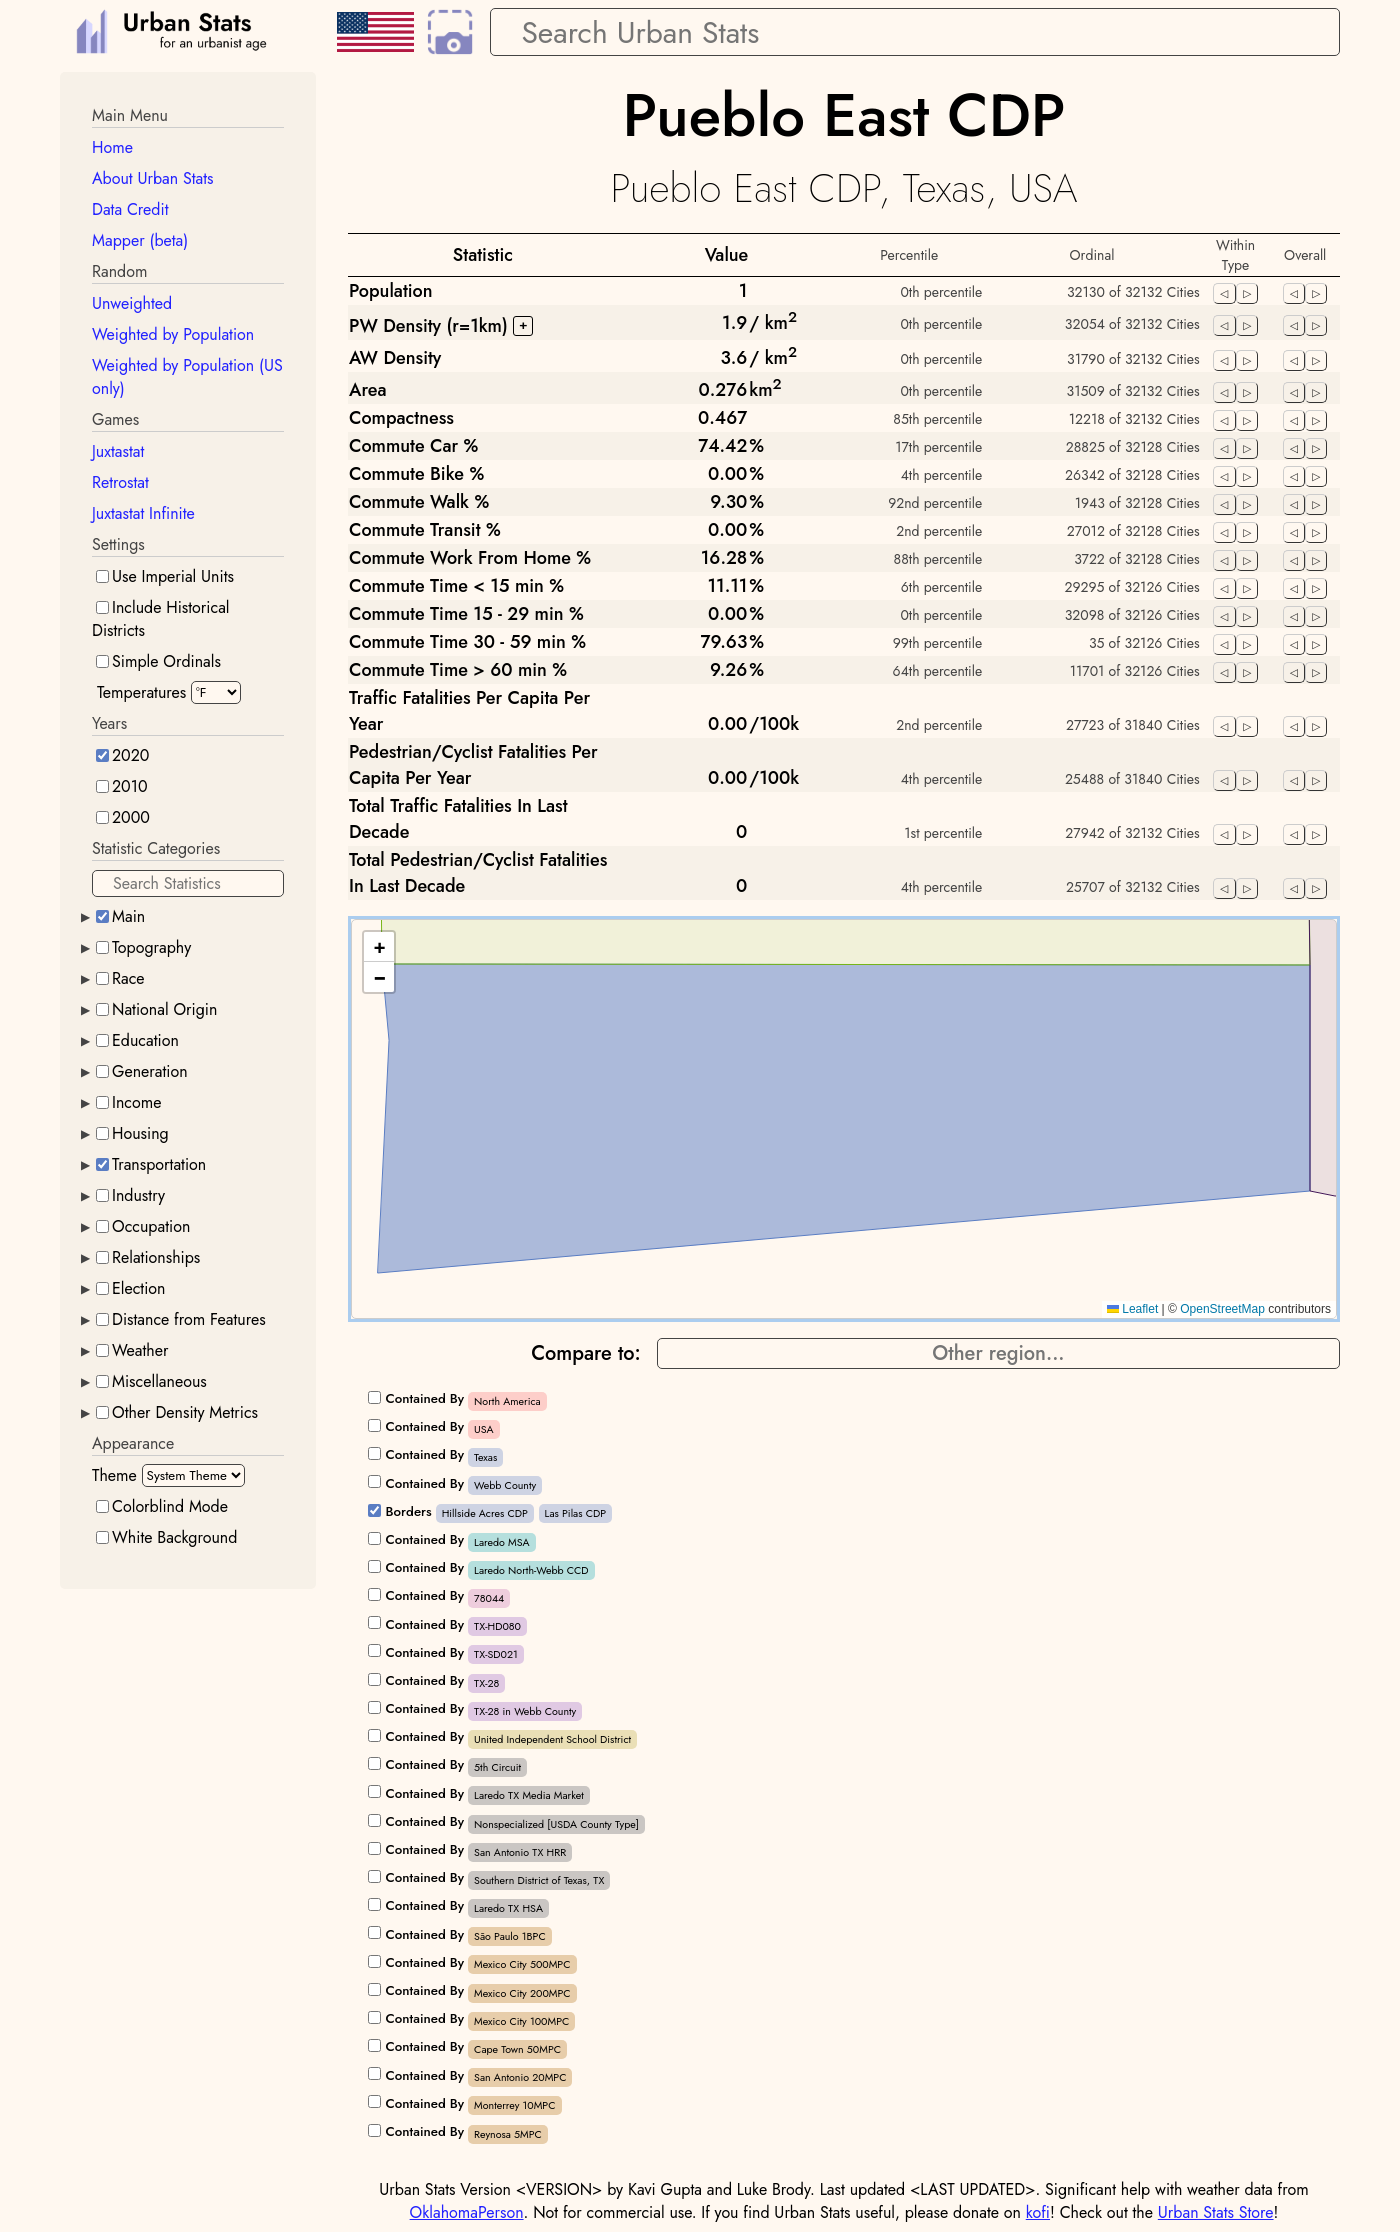 Urban Stats
for an urbanist age
Search Urban Stats
Main Menu
Home
About Urban Stats
Data Credit
Mapper (beta)
Random
Unweighted
Weighted by Population
Weighted by Population (US
only)
Games
Juxtastat
Retrostat
Juxtastat Infinite
Settings
Use Imperial Units
Include Historical
Districts
Simple Ordinals
Temperatures °F
Years
2020
2010
2000
Statistic Categories
Search Statistics
Main
Topography
Race
National Origin
Education
Generation
Income
Housing
Transportation
Industry
Occupation
Relationships
Election
Distance from Features
Weather
Miscellaneous
Other Density Metrics
Appearance
Theme System Theme
Colorblind Mode
White Background
Pueblo East CDP
Pueblo East CDP, Texas, USA
Statistic Value Percentile Ordinal Within Type Overall
Population 1 0th percentile 32130 of 32132 Cities
PW Density (r=1km) + 1.9 / km² 0th percentile 32054 of 32132 Cities
AW Density 3.6 / km² 0th percentile 31790 of 32132 Cities
Area 0.276 km² 0th percentile 31509 of 32132 Cities
Compactness 0.467 85th percentile 12218 of 32132 Cities
Commute Car % 74.42% 17th percentile 28825 of 32128 Cities
Commute Bike % 0.00% 4th percentile 26342 of 32128 Cities
Commute Walk % 9.30% 92nd percentile 1943 of 32128 Cities
Commute Transit % 0.00% 2nd percentile 27012 of 32128 Cities
Commute Work From Home % 16.28% 88th percentile 3722 of 32128 Cities
Commute Time < 15 min % 11.11% 6th percentile 29295 of 32126 Cities
Commute Time 15 - 29 min % 0.00% 0th percentile 32098 of 32126 Cities
Commute Time 30 - 59 min % 79.63% 99th percentile 35 of 32126 Cities
Commute Time > 60 min % 9.26% 64th percentile 11701 of 32126 Cities
Traffic Fatalities Per Capita Per
Year 0.00 /100k 2nd percentile 27723 of 31840 Cities
Pedestrian/Cyclist Fatalities Per
Capita Per Year 0.00 /100k 4th percentile 25488 of 31840 Cities
Total Traffic Fatalities In Last
Decade 0 1st percentile 27942 of 32132 Cities
Total Pedestrian/Cyclist Fatalities
In Last Decade 0 4th percentile 25707 of 32132 Cities
+
−
Leaflet | © OpenStreetMap contributors
Compare to: Other region...
Contained By North America
Contained By USA
Contained By Texas
Contained By Webb County
Borders Hillside Acres CDP Las Pilas CDP
Contained By Laredo MSA
Contained By Laredo North-Webb CCD
Contained By 78044
Contained By TX-HD080
Contained By TX-SD021
Contained By TX-28
Contained By TX-28 in Webb County
Contained By United Independent School District
Contained By 5th Circuit
Contained By Laredo TX Media Market
Contained By Nonspecialized [USDA County Type]
Contained By San Antonio TX HRR
Contained By Southern District of Texas, TX
Contained By Laredo TX HSA
Contained By São Paulo 1BPC
Contained By Mexico City 500MPC
Contained By Mexico City 200MPC
Contained By Mexico City 100MPC
Contained By Cape Town 50MPC
Contained By San Antonio 20MPC
Contained By Monterrey 10MPC
Contained By Reynosa 5MPC
Urban Stats Version <VERSION> by Kavi Gupta and Luke Brody. Last updated <LAST UPDATED>. Significant help with weather data from
OklahomaPerson. Not for commercial use. If you find Urban Stats useful, please donate on kofi! Check out the Urban Stats Store!